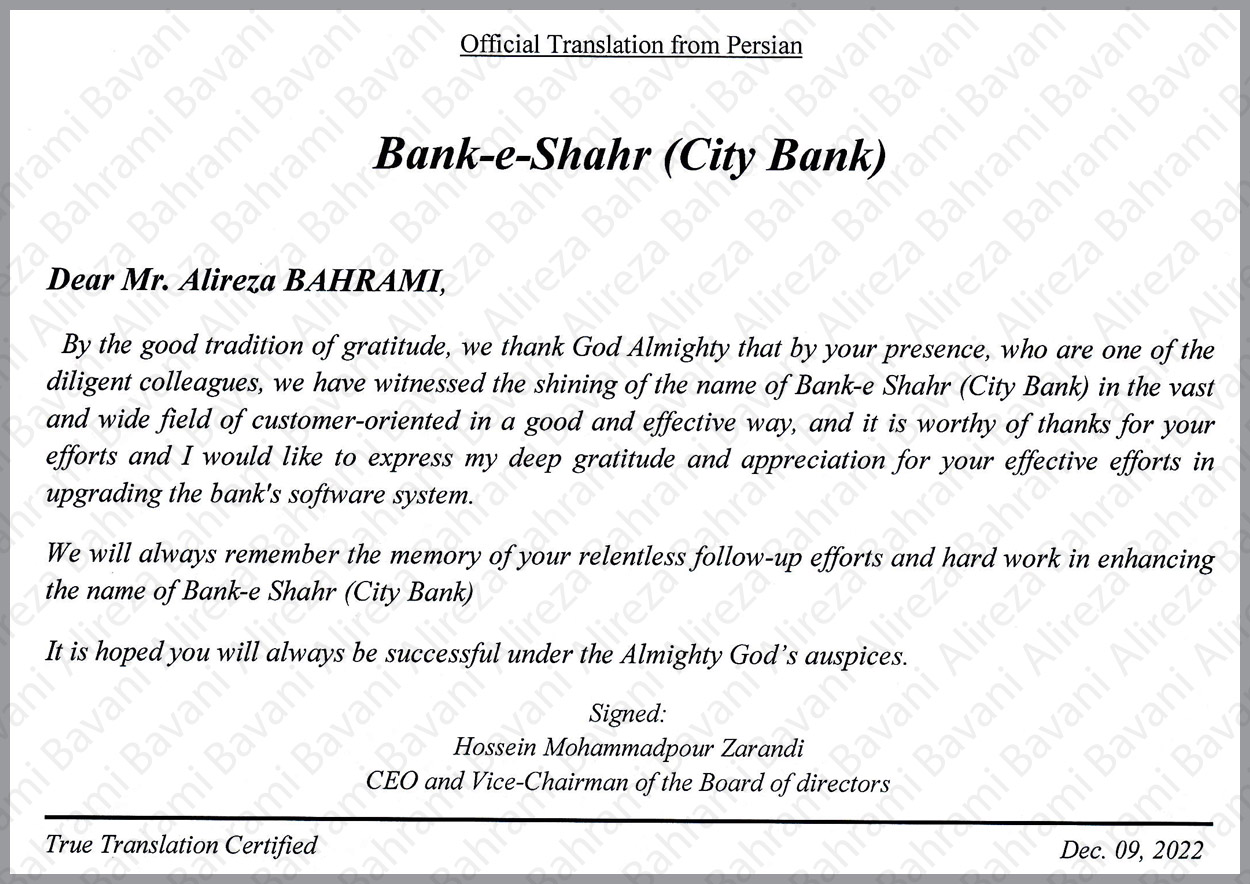 Official Translation from Persian
Bank-e-Shahr (City Bank)
Dear Mr. Alireza BAHRAMI,
By the good tradition of gratitude, we thank God Almighty that by your presence, who are one of the
diligent colleagues, we have witnessed the shining of the name of Bank-e Shahr (City Bank) in the vast
and wide field of customer-oriented in a good and effective way, and it is worthy of thanks for your
efforts and I would like to express my deep gratitude and appreciation for your effective efforts in
upgrading the bank's software system.
We will always remember the memory of your relentless follow-up efforts and hard work in enhancing
the name of Bank-e Shahr (City Bank)
It is hoped you will always be successful under the Almighty God’s auspices.
Signed:
Hossein Mohammadpour Zarandi
CEO and Vice-Chairman of the Board of directors
True Translation Certified
Dec. 09, 2022
Alireza Bahrami Bavani